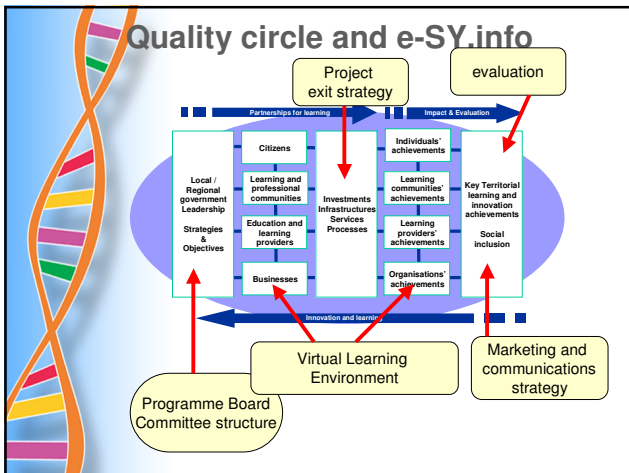 Quality circle and e-SY.info
Project
exit strategy
evaluation
Partnerships for learning
Impact & Evaluation
Local /
Regional
government
Leadership
Strategies
&
Objectives
Citizens
Learning and
professional
communities
Education and
learning
providers
Businesses
Investments
Infrastructures
Services
Processes
Individuals'
achievements
Learning
communities'
achievements
Learning
providers'
achievements
Organisations'
achievements
Key Territorial
learning and
innovation
achievements
Social
inclusion
Innovation and learning
Virtual Learning
Environment
Marketing and
communications
strategy
Programme Board
Committee structure